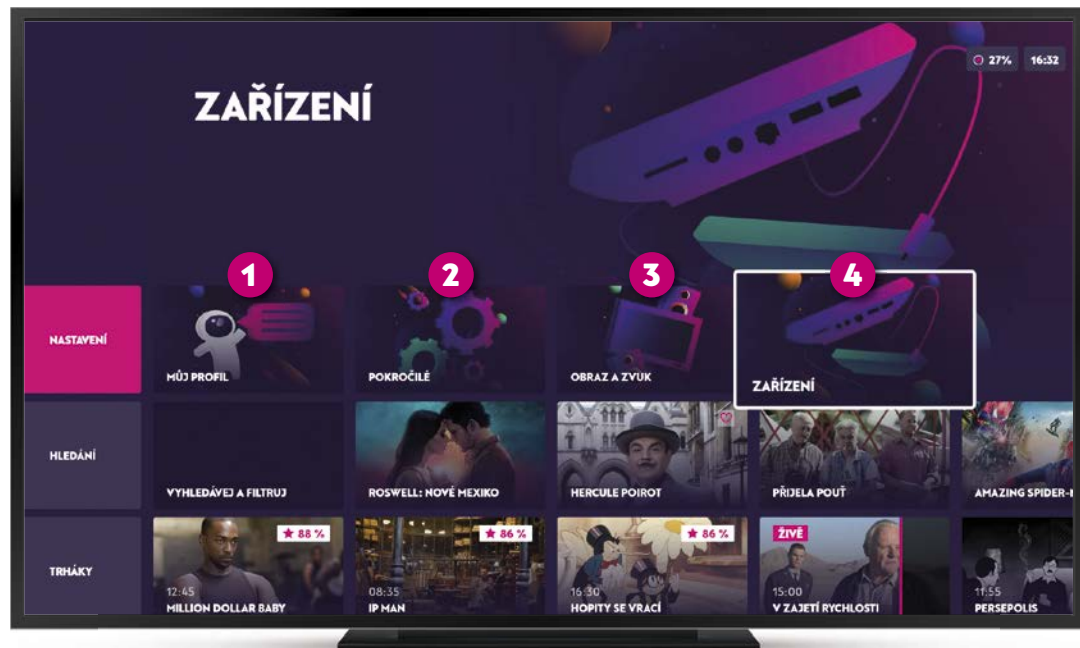 ZAŘÍZENÍ
27% 16:32
1 2 3 4
NASTAVENÍ
MŮJ PROFIL
POKROČILÉ
OBRAZ A ZVUK
ZAŘÍZENÍ
HLEDÁNÍ
VYHLEDÁVEJ A FILTRUJ
ROSWELL: NOVÉ MEXIKO
HERCULE POIROT
PŘIJELA POUŤ
AMAZING SPIDER-
TRHÁKY
88 %
12:45
MILLION DOLLAR BABY
86 %
08:35
IP MAN
86 %
16:30
HOPITY SE VRACÍ
ŽIVĚ
15:00
V ZAJETÍ RYCHLOSTI
11:55
PERSEPOLIS